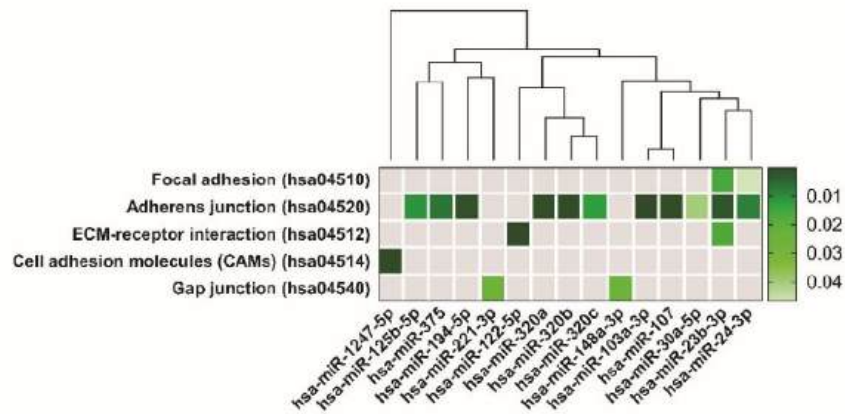 Focal adhesion (hsa04510)
Adherens junction (hsa04520)
ECM-receptor interaction (hsa04512)
Cell adhesion molecules (CAMs) (hsa04514)
Gap junction (hsa04540)
0.01
0.02
0.03
0.04
hsa-miR-1247-5p
hsa-miR-125b-5p
hsa-miR-375
hsa-miR-194-5p
hsa-miR-221-3p
hsa-miR-122-5p
hsa-miR-320a
hsa-miR-320b
hsa-miR-320c
hsa-miR-148a-3p
hsa-miR-103a-3p
hsa-miR-107
hsa-miR-30a-5p
hsa-miR-23b-3p
hsa-miR-24-3p